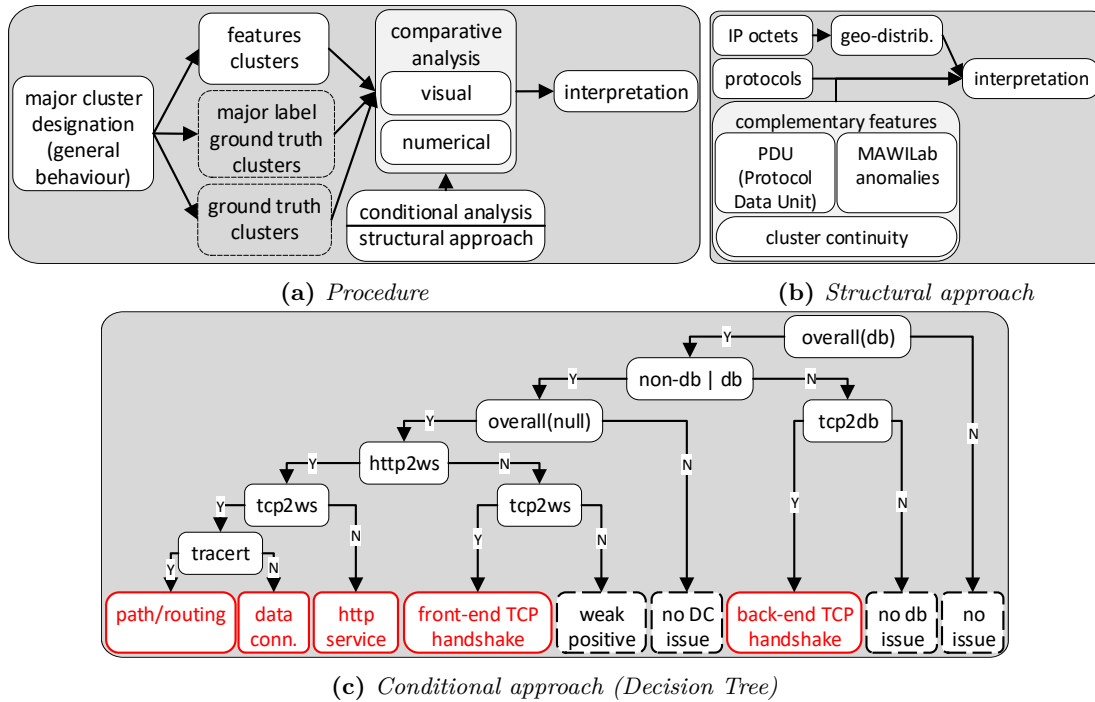 major cluster
designation
(general
behaviour)
features
clusters
major label
ground truth
clusters
ground truth
clusters
comparative
analysis
visual
numerical
conditional analysis
structural approach
interpretation
(a) Procedure
IP octets
geo-distrib.
protocols
interpretation
complementary features
PDU
(Protocol
Data Unit)
MAWILab
anomalies
cluster continuity
(b) Structural approach
overall(db)
Y
N
non-db | db
Y
N
overall(null)
tcp2db
Y
N
Y
N
http2ws
Y
N
tcp2ws
tcp2ws
Y
N
Y
N
tracert
Y
N
path/routing
data
conn.
http
service
front-end TCP
handshake
weak
positive
no DC
issue
back-end TCP
handshake
no db
issue
no
issue
(c) Conditional approach (Decision Tree)